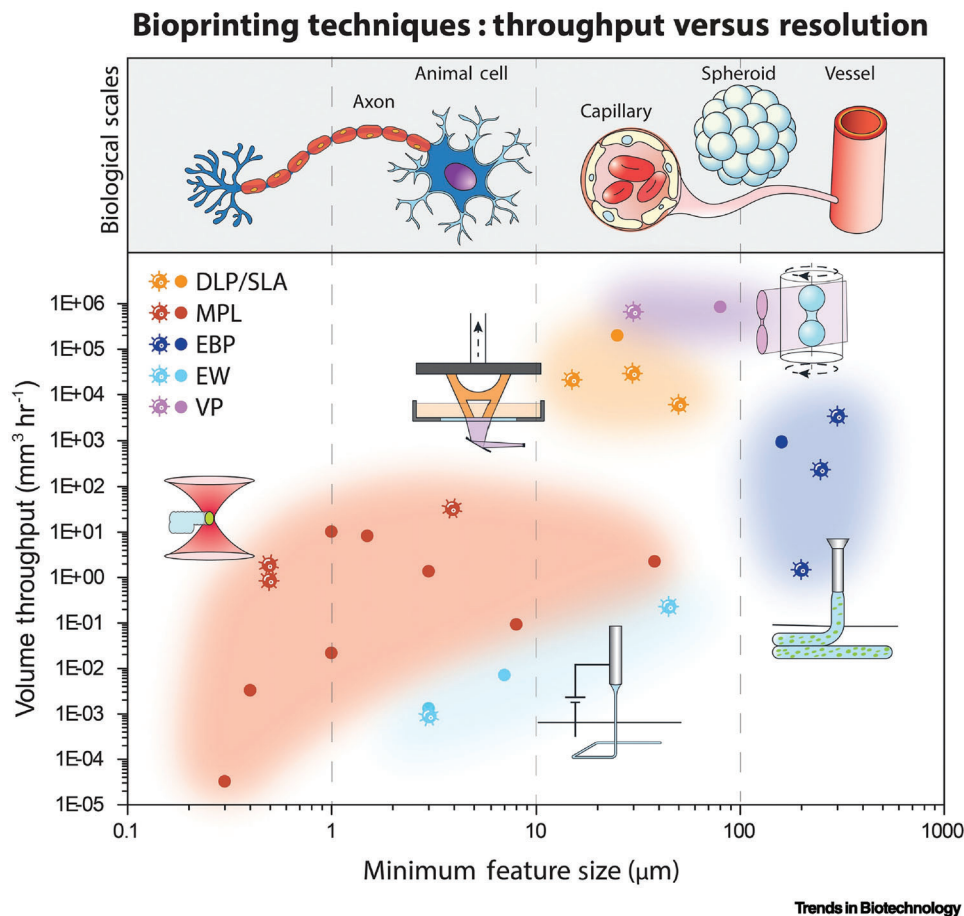 Bioprinting techniques : throughput versus resolution
Biological scales
Axon
Animal cell
Capillary
Spheroid
Vessel
DLP/SLA
MPL
EBP
EW
VP
Volume throughput (mm³ hr⁻¹)
1E+06
1E+05
1E+04
1E+03
1E+02
1E+01
1E+00
1E-01
1E-02
1E-03
1E-04
1E-05
0.1
1
10
100
1000
Minimum feature size (μm)
Trends in Biotechnology